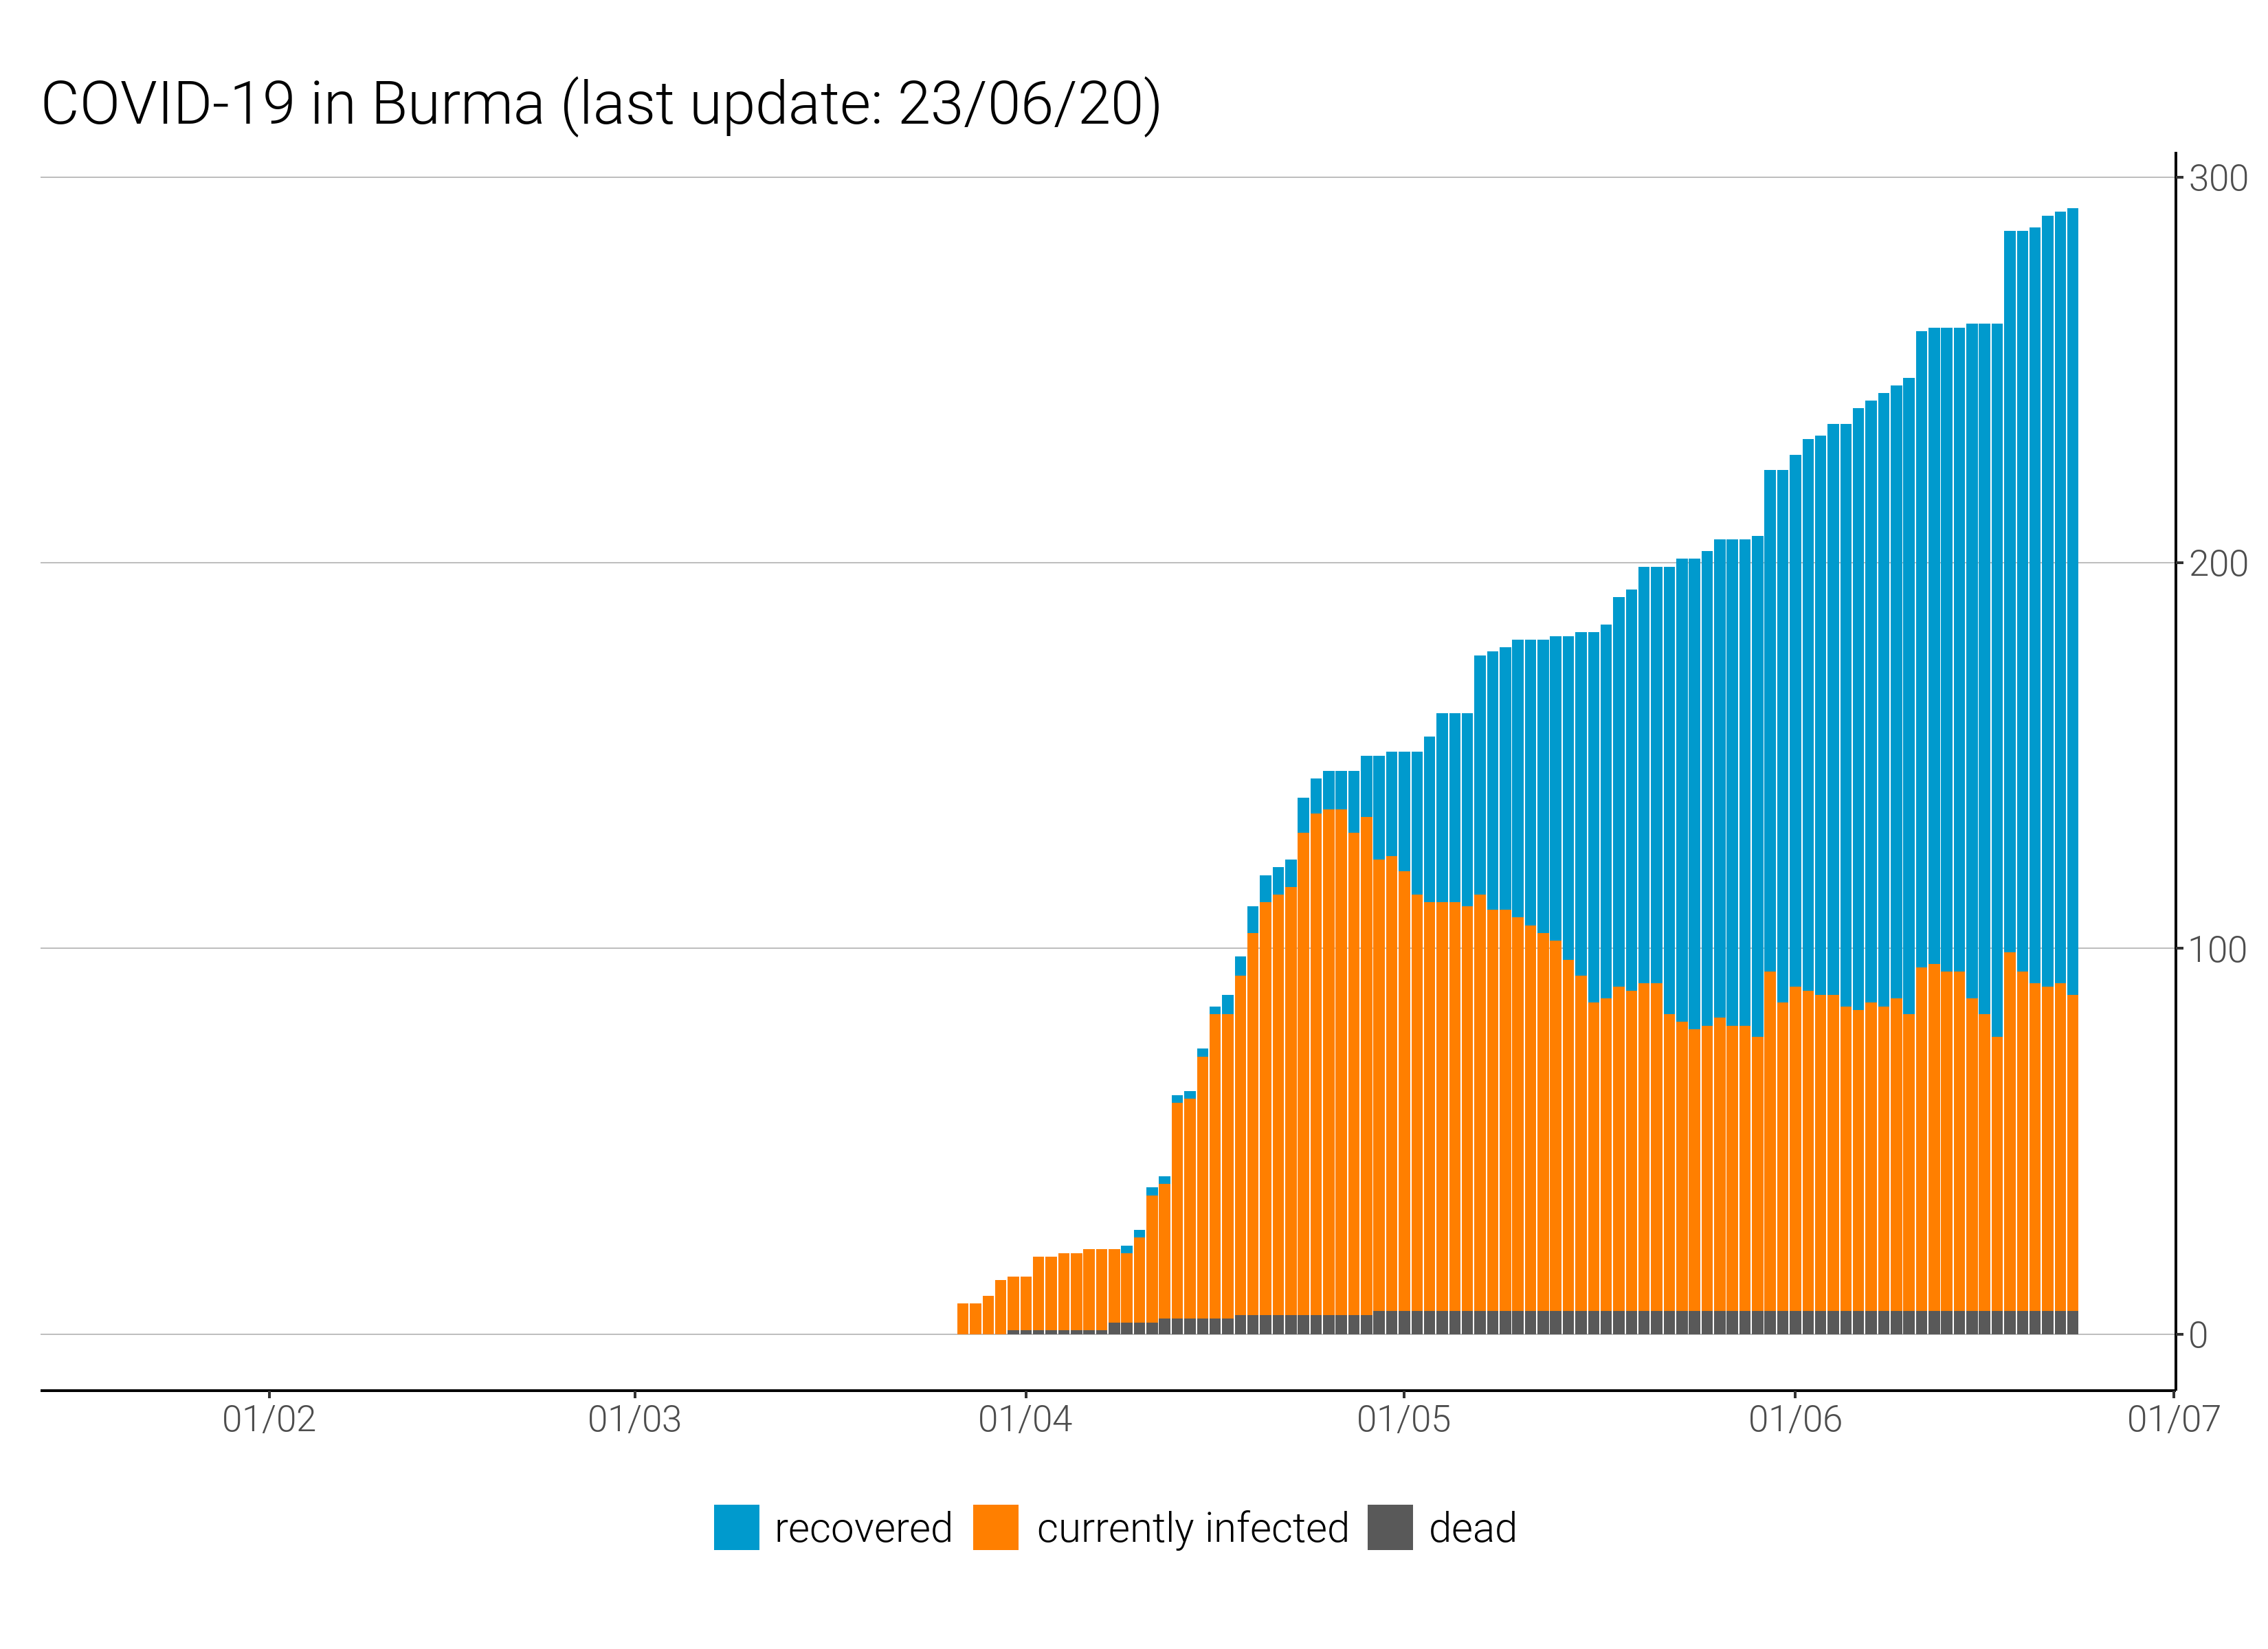 COVID-19 in Burma (last update: 23/06/20)
300
200
100
0
01/02 01/03 01/04 01/05 01/06 01/07
recovered currently infected dead